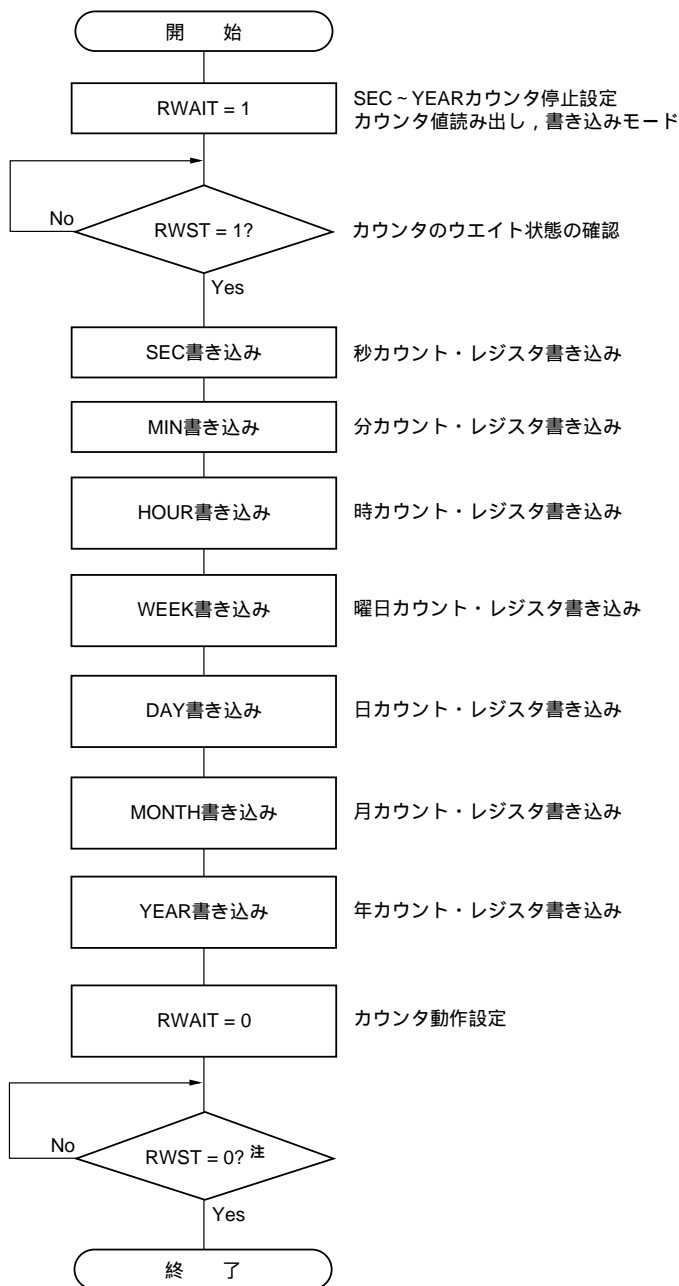 開　　始
RWAIT = 1
SEC ~ YEARカウンタ停止設定
カウンタ値読み出し，書き込みモード
No
RWST = 1?
カウンタのウエイト状態の確認
Yes
SEC書き込み
秒カウント・レジスタ書き込み
MIN書き込み
分カウント・レジスタ書き込み
HOUR書き込み
時カウント・レジスタ書き込み
WEEK書き込み
曜日カウント・レジスタ書き込み
DAY書き込み
日カウント・レジスタ書き込み
MONTH書き込み
月カウント・レジスタ書き込み
YEAR書き込み
年カウント・レジスタ書き込み
RWAIT = 0
カウンタ動作設定
No
RWST = 0? 注
Yes
終　　了